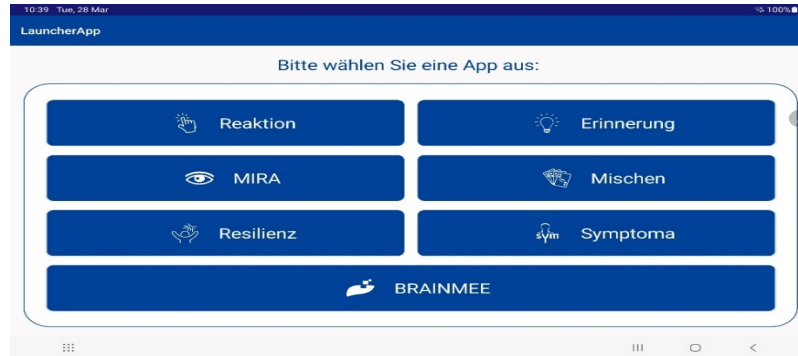 10:39 Tue, 28 Mar 100%
LauncherApp
Bitte wählen Sie eine App aus:
Reaktion Erinnerung
MIRA Mischen
Resilienz sym Symptoma
BRAINMEE